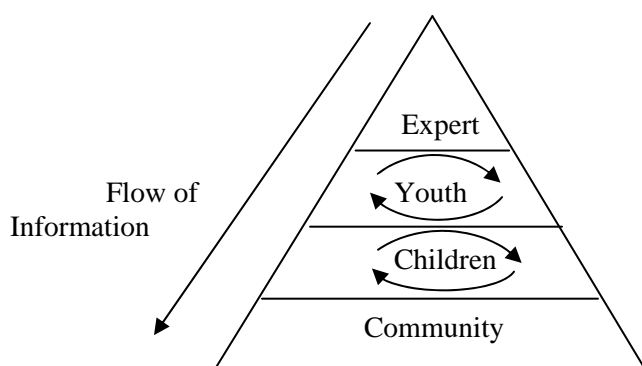 Expert
Flow of
Information
Youth
Children
Community